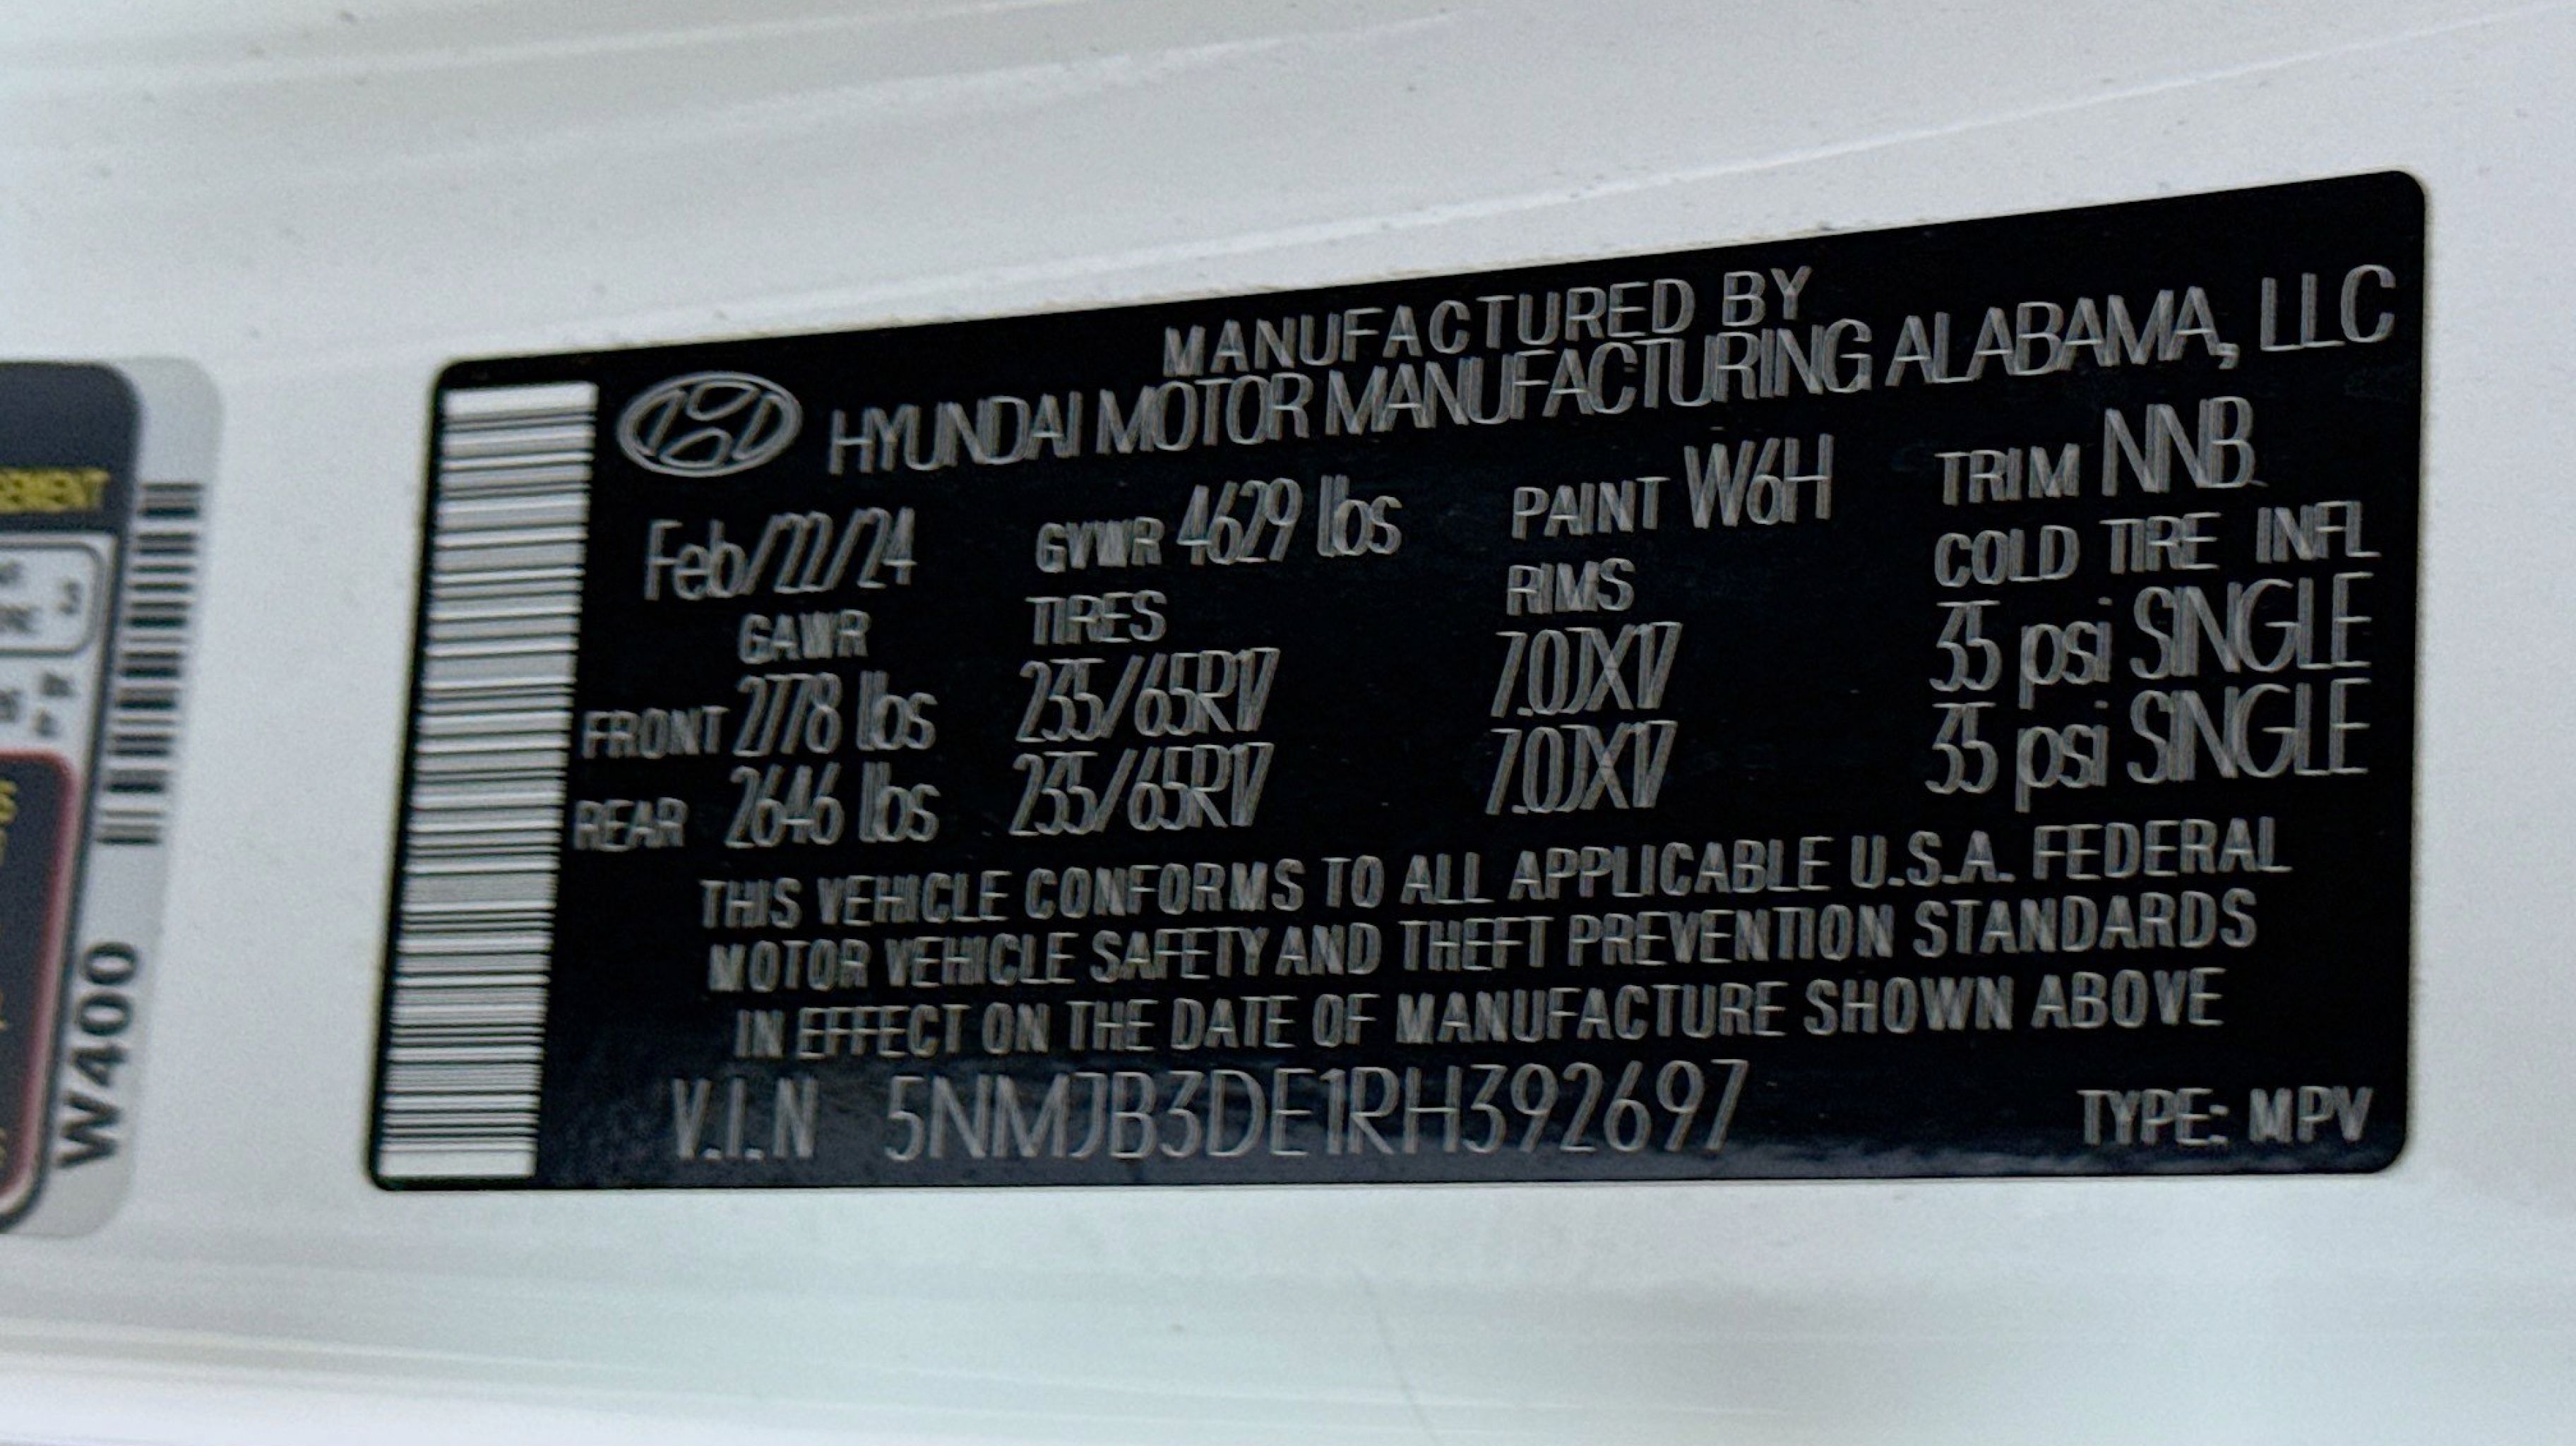 MANUFACTURED BY
HYUNDAI MOTOR MANUFACTURING ALABAMA, LLC
Feb/22/24 GVWR 4629 lbs PAINT W6H TRIM NNB
GAWR TIRES RIMS COLD TIRE INFL
FRONT 2778 lbs 235/65R17 7.0JX17 35 psi SINGLE
REAR 2646 lbs 235/65R17 7.0JX17 35 psi SINGLE
THIS VEHICLE CONFORMS TO ALL APPLICABLE U.S.A. FEDERAL
MOTOR VEHICLE SAFETY AND THEFT PREVENTION STANDARDS
IN EFFECT ON THE DATE OF MANUFACTURE SHOWN ABOVE
V.I.N 5NMJB3DE1RH392697 TYPE: MPV
W400